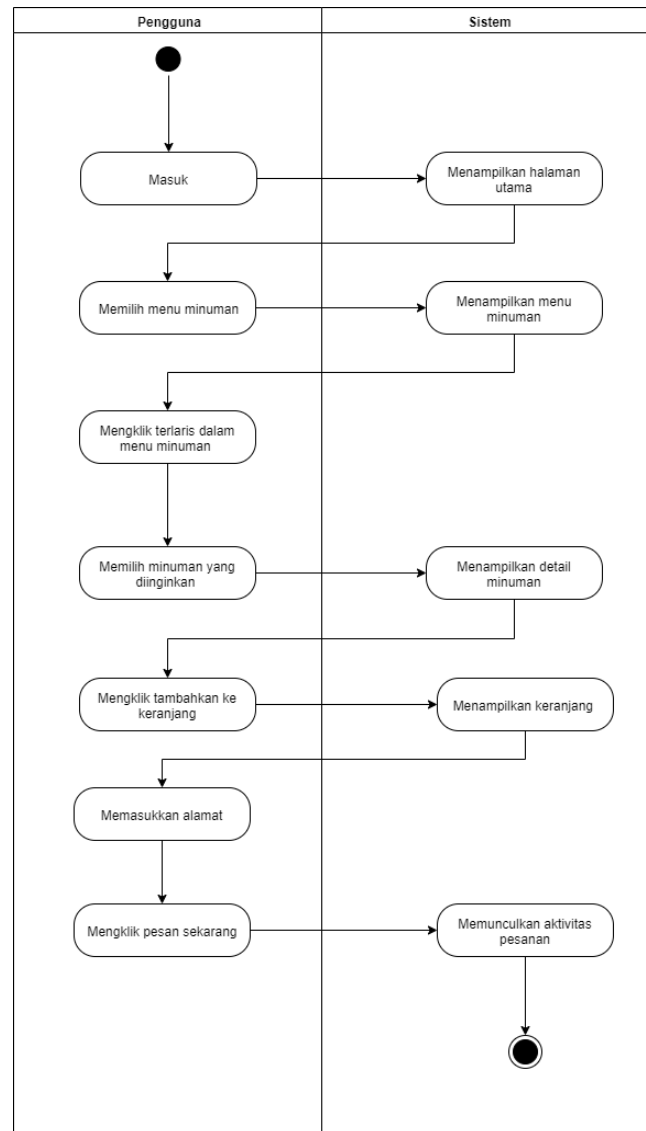 Pengguna
Sistem
Masuk
Menampilkan halaman
utama
Memilih menu minuman
Menampilkan menu
minuman
Mengklik terlaris dalam
menu minuman
Memilih minuman yang
diinginkan
Menampilkan detail
minuman
Mengklik tambahkan ke
keranjang
Menampilkan keranjang
Memasukkan alamat
Mengklik pesan sekarang
Memunculkan aktivitas
pesanan